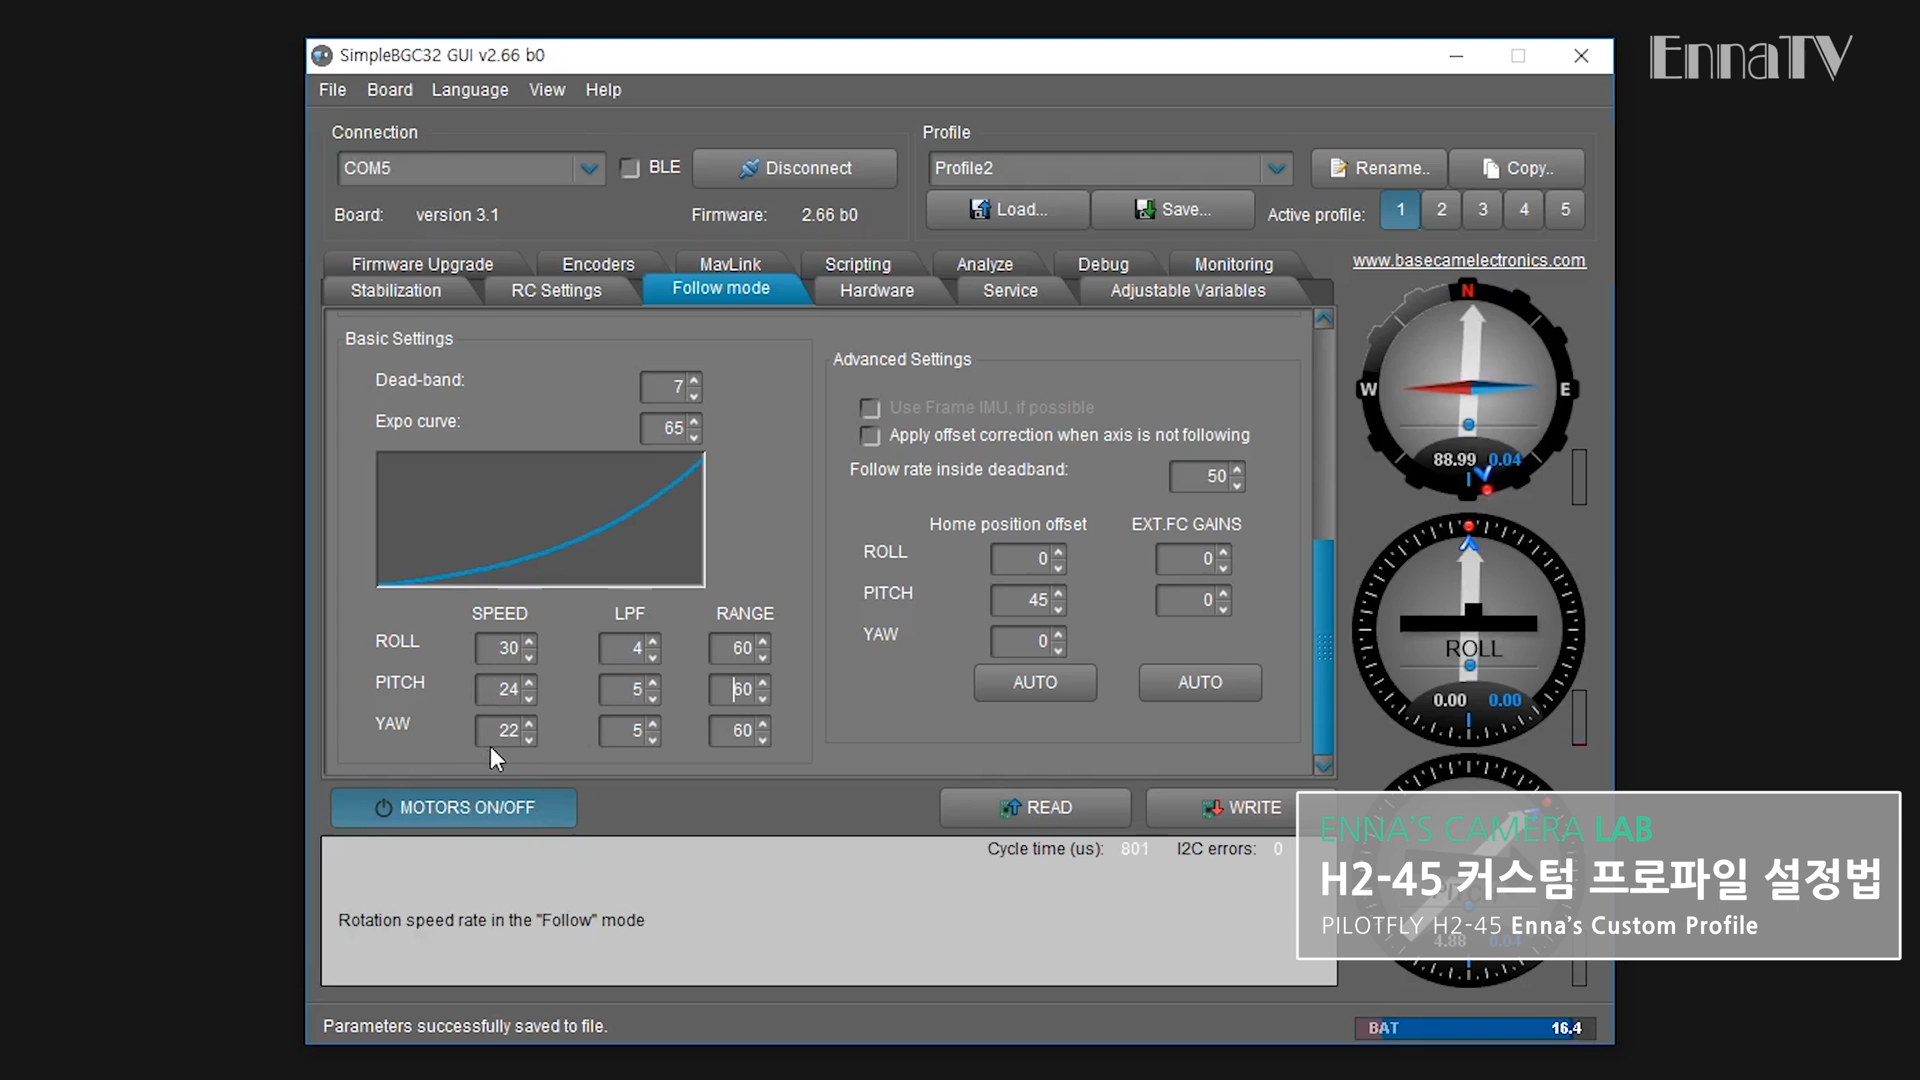 SimpleBGC32 GUI v2.66 b0
EnnaTV
File Board Language View Help
Connection
COM5
BLE
Disconnect
Board: version 3.1
Firmware: 2.66 b0
Profile
Profile2
Rename..
Copy..
Load...
Save...
Active profile: 1 2 3 4 5
Firmware Upgrade Encoders MavLink Scripting Analyze Debug Monitoring
Stabilization RC Settings Follow mode Hardware Service Adjustable Variables
www.basecamelectronics.com
Basic Settings
Dead-band: 7
Expo curve: 65
SPEED LPF RANGE
ROLL 30 4 60
PITCH 24 5 60
YAW 22 5 60
Advanced Settings
Use Frame IMU, if possible
Apply offset correction when axis is not following
Follow rate inside deadband: 50
Home position offset EXT.FC GAINS
ROLL 0 0
PITCH 45 0
YAW 0
AUTO AUTO
N
W E
88.99 0.04
ROLL
0.00 0.00
MOTORS ON/OFF
READ
WRITE
Cycle time (us): 801 I2C errors: 0
Rotation speed rate in the "Follow" mode
ENNA'S CAMERA LAB
H2-45 커스텀 프로파일 설정법
PILOTFLY H2-45 Enna's Custom Profile
4.88 0.04
Parameters successfully saved to file.
BAT 16.4